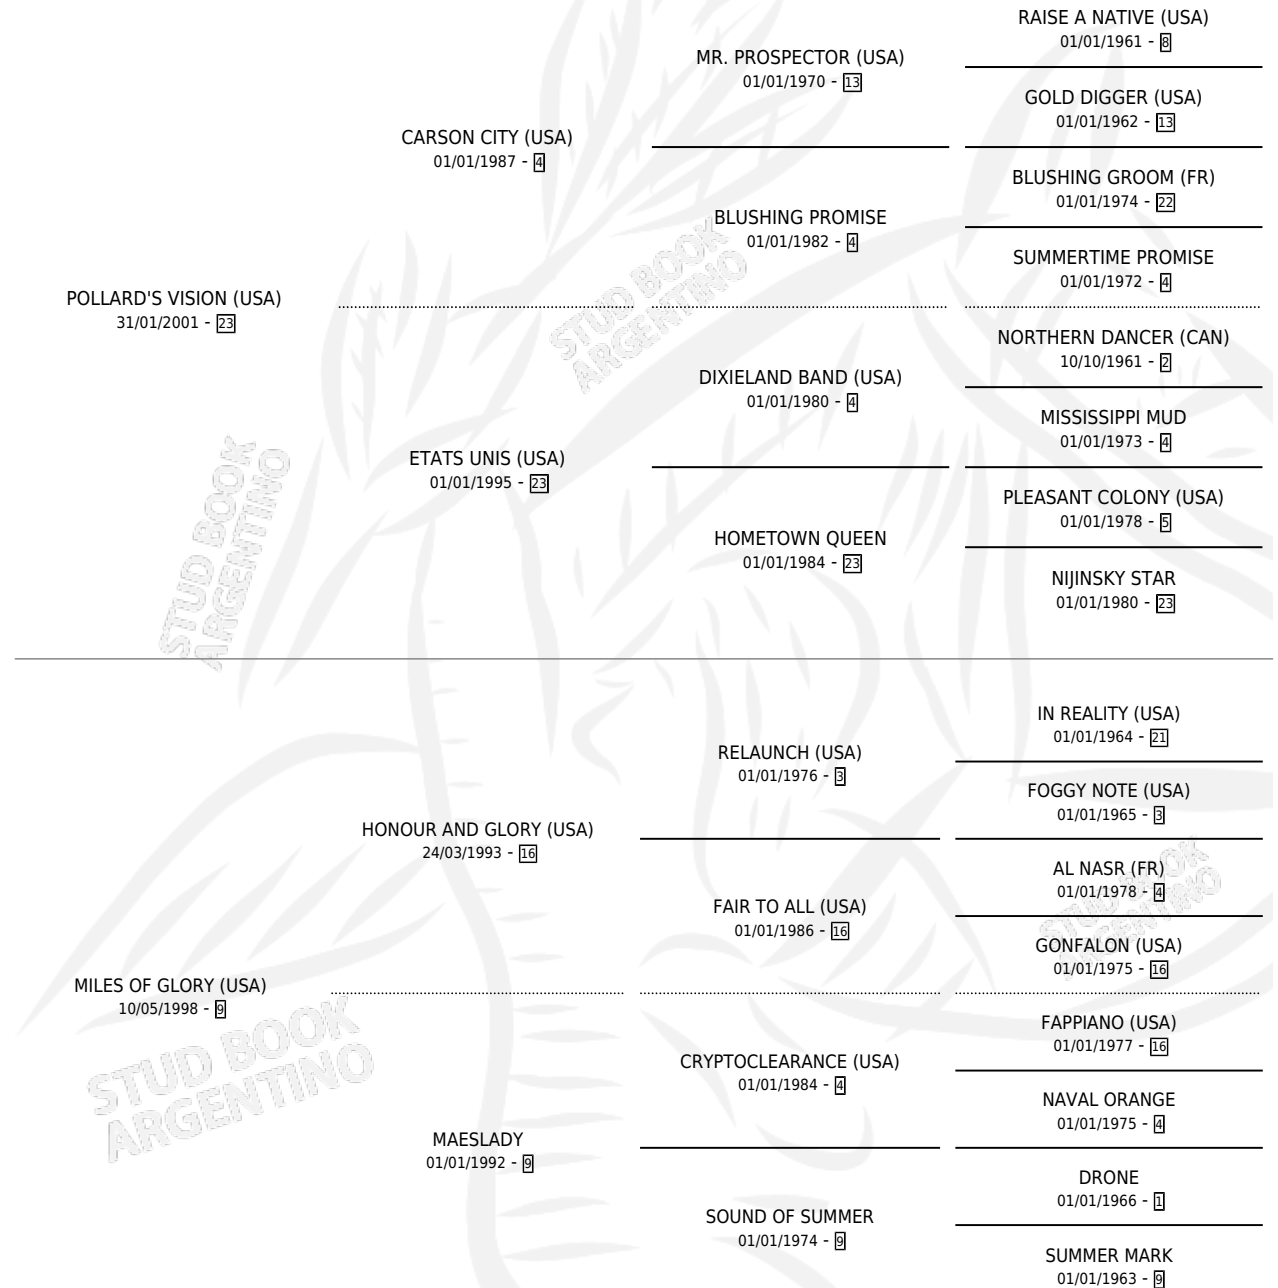 RAISE A NATIVE (USA)
01/01/1961 - 8
MR. PROSPECTOR (USA)
01/01/1970 - 13
GOLD DIGGER (USA)
01/01/1962 - 13
CARSON CITY (USA)
01/01/1987 - 4
BLUSHING GROOM (FR)
01/01/1974 - 22
BLUSHING PROMISE
01/01/1982 - 4
SUMMERTIME PROMISE
01/01/1972 - 4
POLLARD'S VISION (USA)
31/01/2001 - 23
NORTHERN DANCER (CAN)
10/10/1961 - 2
DIXIELAND BAND (USA)
01/01/1980 - 4
MISSISSIPPI MUD
01/01/1973 - 4
ETATS UNIS (USA)
01/01/1995 - 23
PLEASANT COLONY (USA)
01/01/1978 - 5
HOMETOWN QUEEN
01/01/1984 - 23
NIJINSKY STAR
01/01/1980 - 23
IN REALITY (USA)
01/01/1964 - 21
RELAUNCH (USA)
01/01/1976 - 3
FOGGY NOTE (USA)
01/01/1965 - 3
HONOUR AND GLORY (USA)
24/03/1993 - 16
AL NASR (FR)
01/01/1978 - 4
FAIR TO ALL (USA)
01/01/1986 - 16
GONFALON (USA)
01/01/1975 - 16
MILES OF GLORY (USA)
10/05/1998 - 9
FAPPIANO (USA)
01/01/1977 - 16
CRYPTOCLEARANCE (USA)
01/01/1984 - 4
NAVAL ORANGE
01/01/1975 - 4
MAESLADY
01/01/1992 - 9
DRONE
01/01/1966 - 1
SOUND OF SUMMER
01/01/1974 - 9
SUMMER MARK
01/01/1963 - 9
STUD BOOK
ARGENTINO
STUD BOOK
ARGENTINO
STUD BOOK
ARGENTINO
STUD BOOK
ARGENTINO